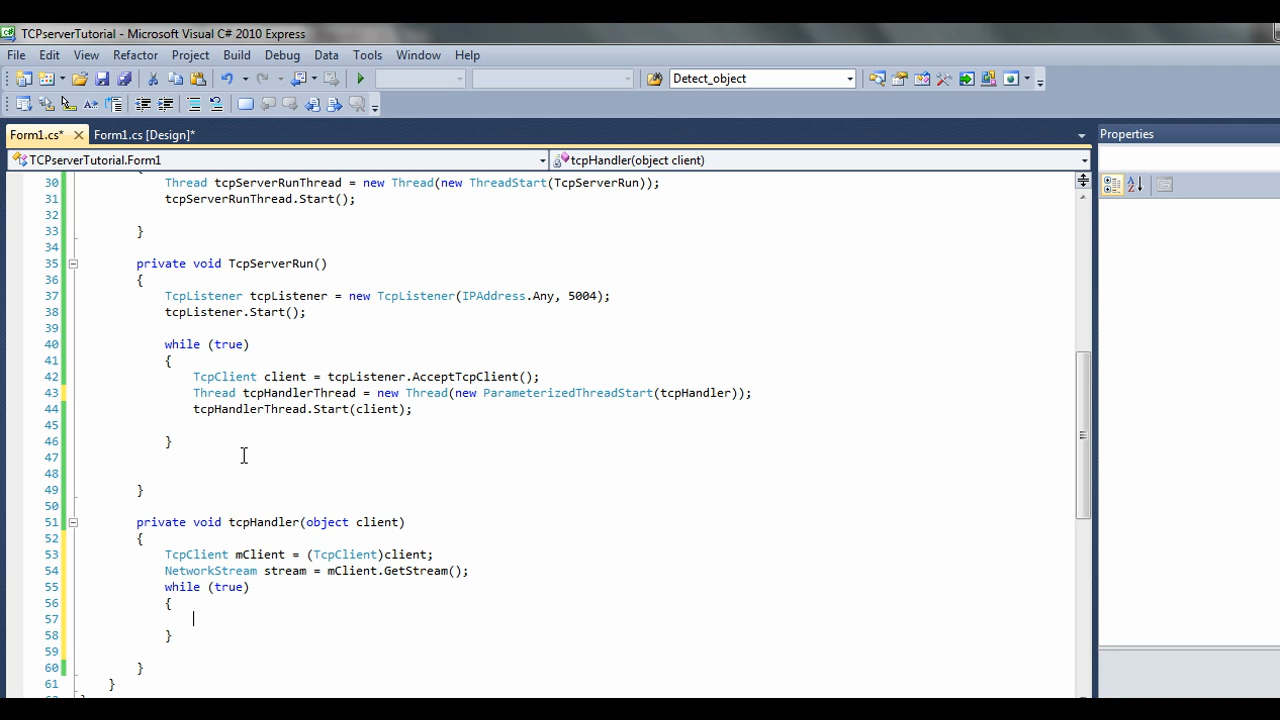 TCPserverTutorial - Microsoft Visual C# 2010 Express
File Edit View Refactor Project Build Debug Data Tools Window Help
Detect_object
Form1.cs* Form1.cs [Design]*
Properties
TCPserverTutorial.Form1 tcpHandler(object client)
30 Thread tcpServerRunThread = new Thread(new ThreadStart(TcpServerRun));
31 tcpServerRunThread.Start();
32
33 }
34
35 private void TcpServerRun()
36 {
37 TcpListener tcpListener = new TcpListener(IPAddress.Any, 5004);
38 tcpListener.Start();
39
40 while (true)
41 {
42 TcpClient client = tcpListener.AcceptTcpClient();
43 Thread tcpHandlerThread = new Thread(new ParameterizedThreadStart(tcpHandler));
44 tcpHandlerThread.Start(client);
45
46 }
47
48
49 }
50
51 private void tcpHandler(object client)
52 {
53 TcpClient mClient = (TcpClient)client;
54 NetworkStream stream = mClient.GetStream();
55 while (true)
56 {
57
58 }
59
60 }
61 }